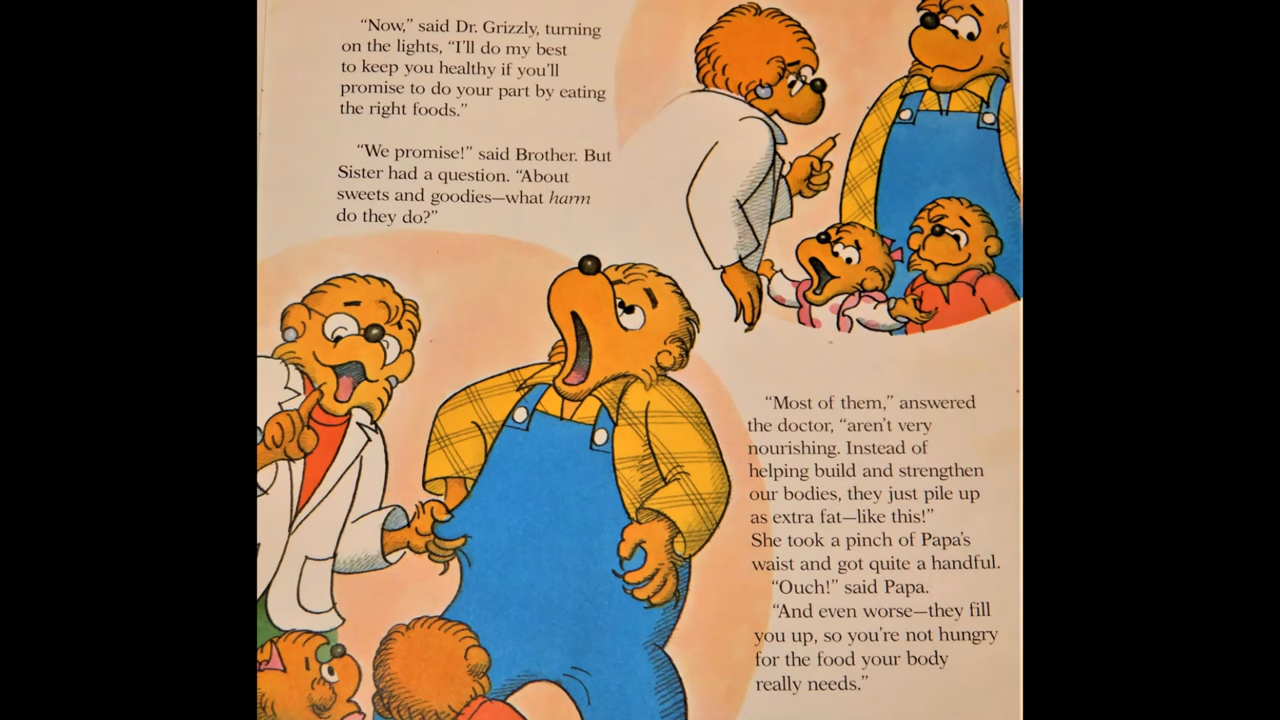 "Now," said Dr. Grizzly, turning
on the lights, "I'll do my best
to keep you healthy if you'll
promise to do your part by eating
the right foods."
"We promise!" said Brother. But
Sister had a question. "About
sweets and goodies—what harm
do they do?"
"Most of them," answered
the doctor, "aren't very
nourishing. Instead of
helping build and strengthen
our bodies, they just pile up
as extra fat—like this!"
She took a pinch of Papa's
waist and got quite a handful.
"Ouch!" said Papa.
"And even worse—they fill
you up, so you're not hungry
for the food your body
really needs."